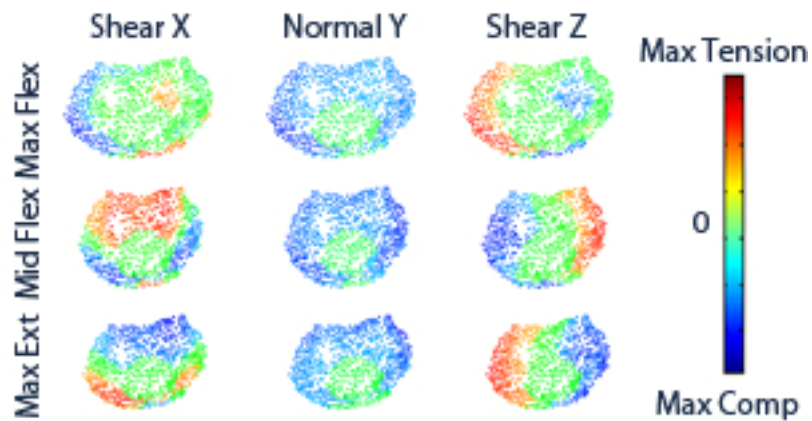 Shear X Normal Y Shear Z
Max Tension
Max Flex
Mid Flex
0
Max Ext
Max Comp